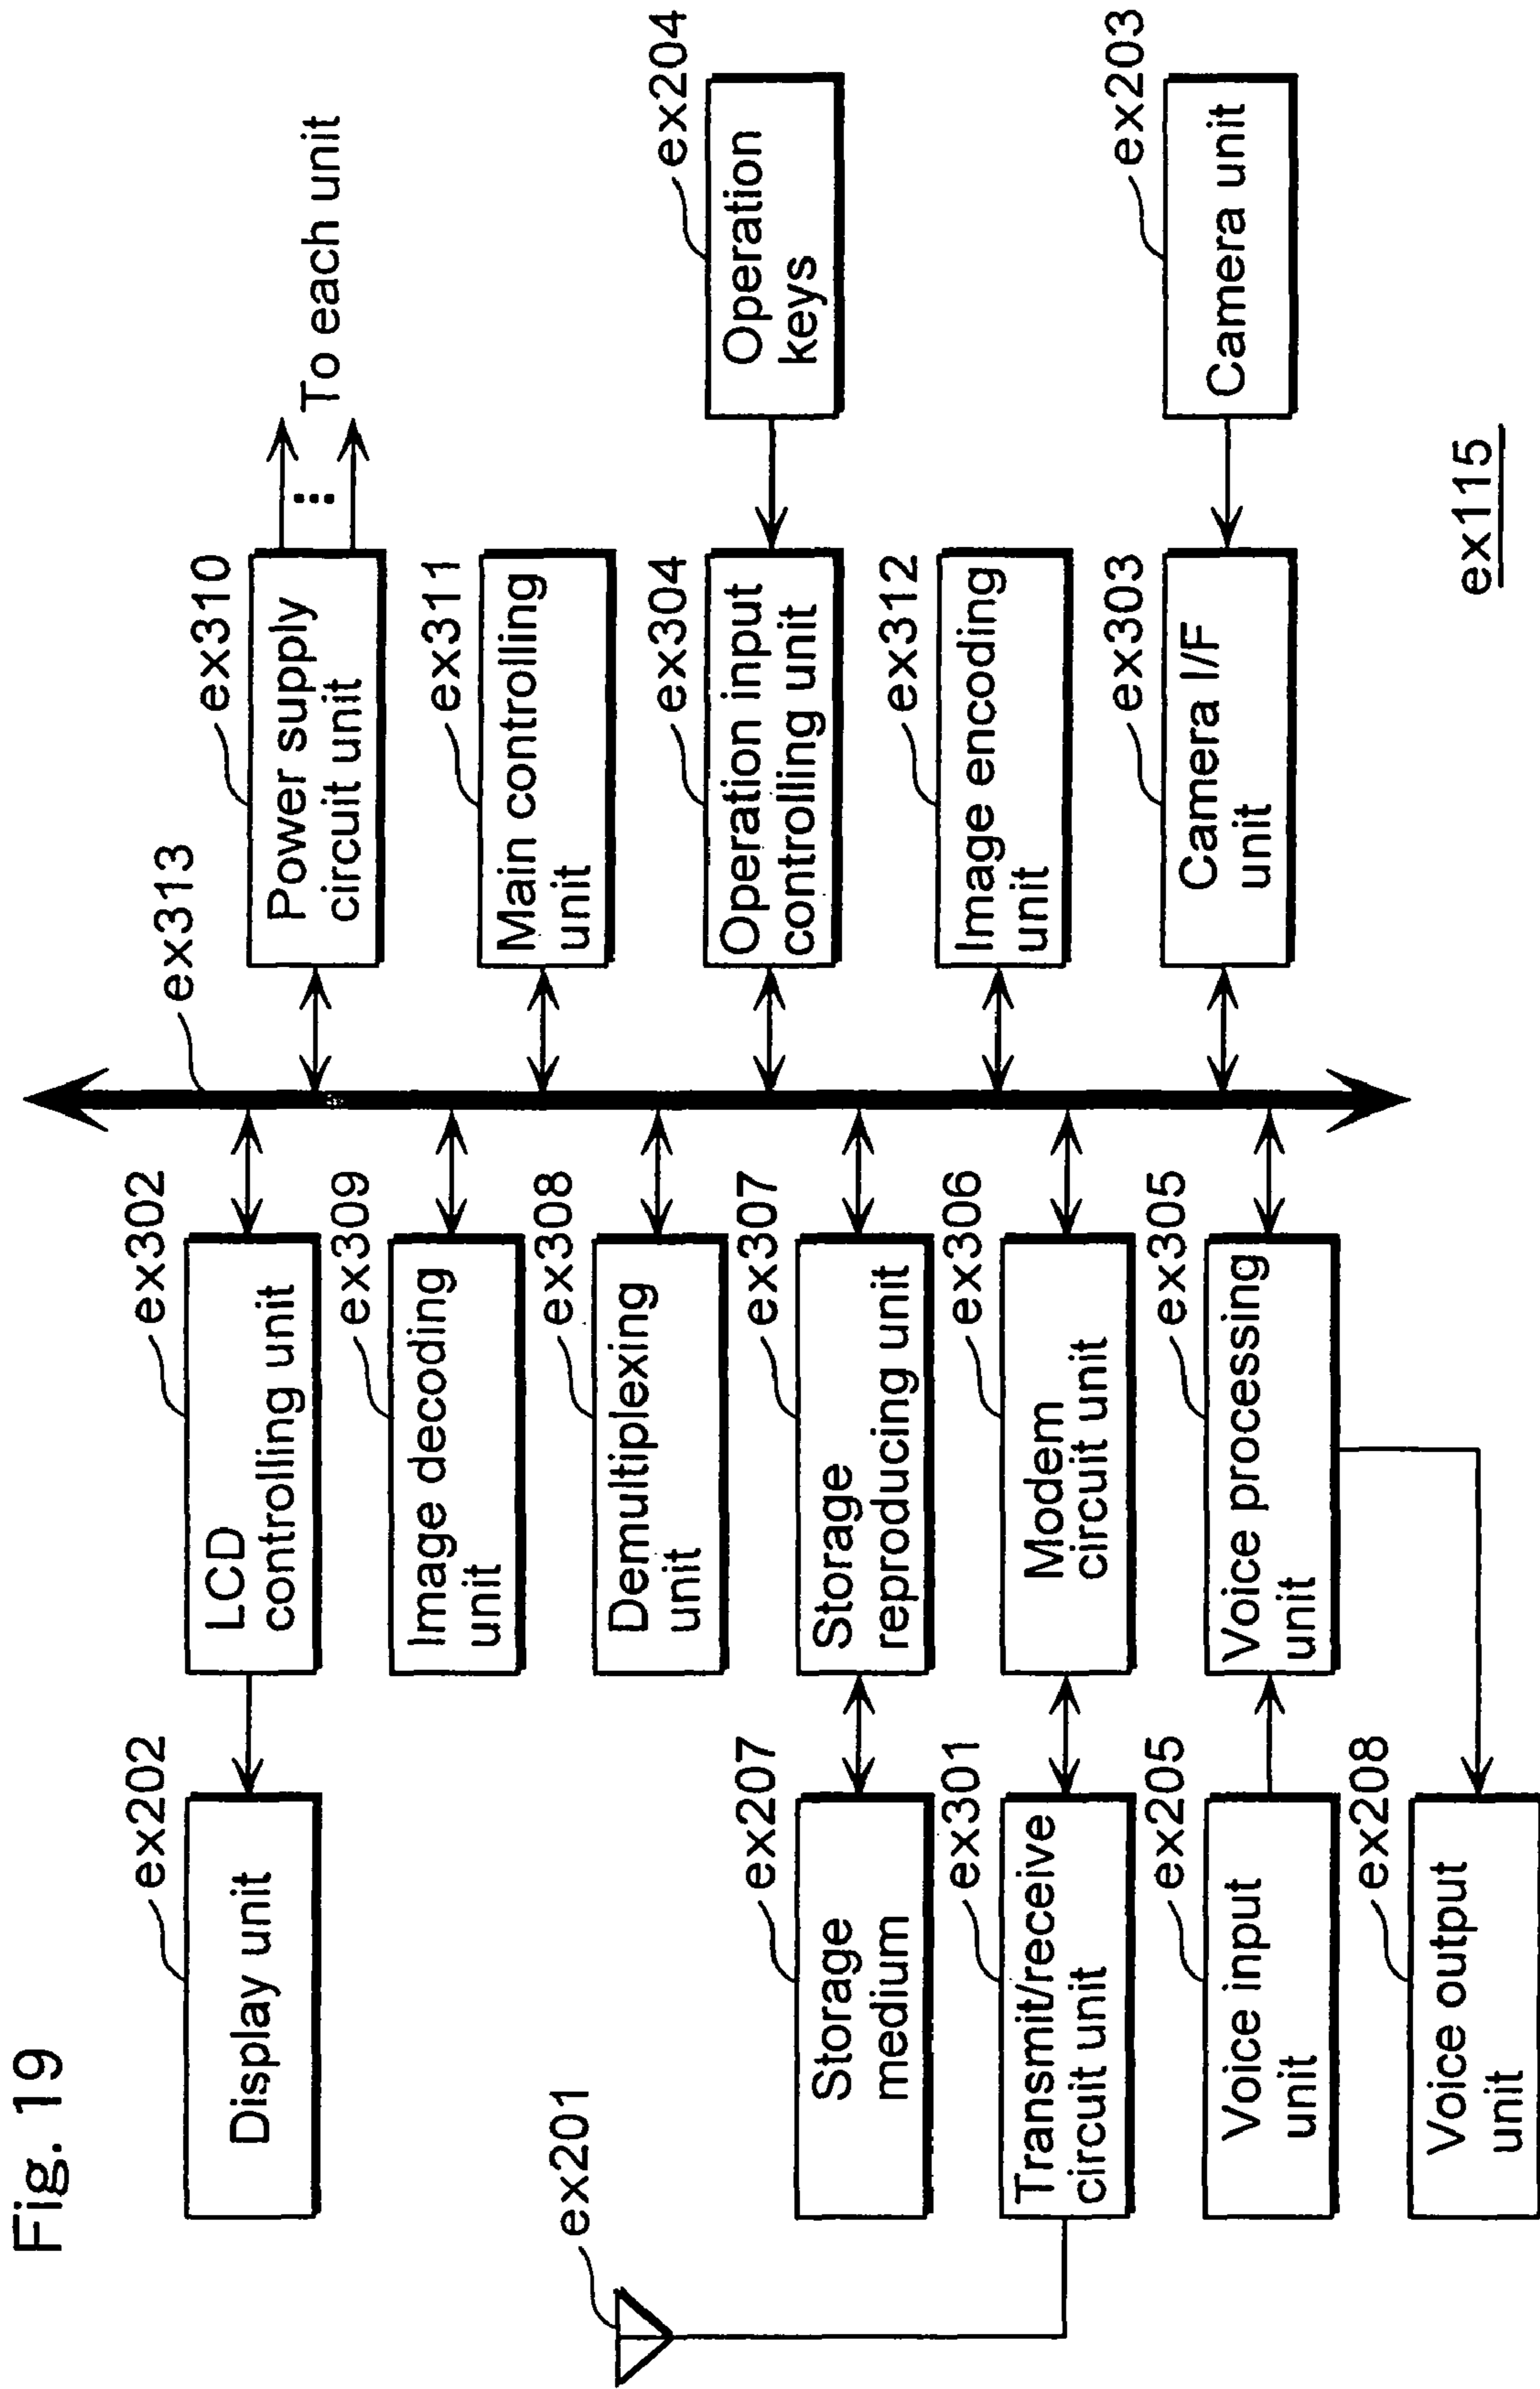 Fig. 19
ex201
ex202
Display unit
ex302
LCD
controlling unit
ex313
ex310
Power supply
circuit unit
To each unit
ex309
Image decoding
unit
ex311
Main controlling
unit
ex308
Demultiplexing
unit
ex304
Operation input
controlling unit
ex204
Operation
keys
ex207
Storage
medium
ex307
Storage
reproducing unit
ex312
Image encoding
unit
ex301
Transmit/receive
circuit unit
ex306
Modem
circuit unit
ex303
Camera I/F
unit
ex203
Camera unit
ex205
Voice input
unit
ex305
Voice processing
unit
ex208
Voice output
unit
ex115